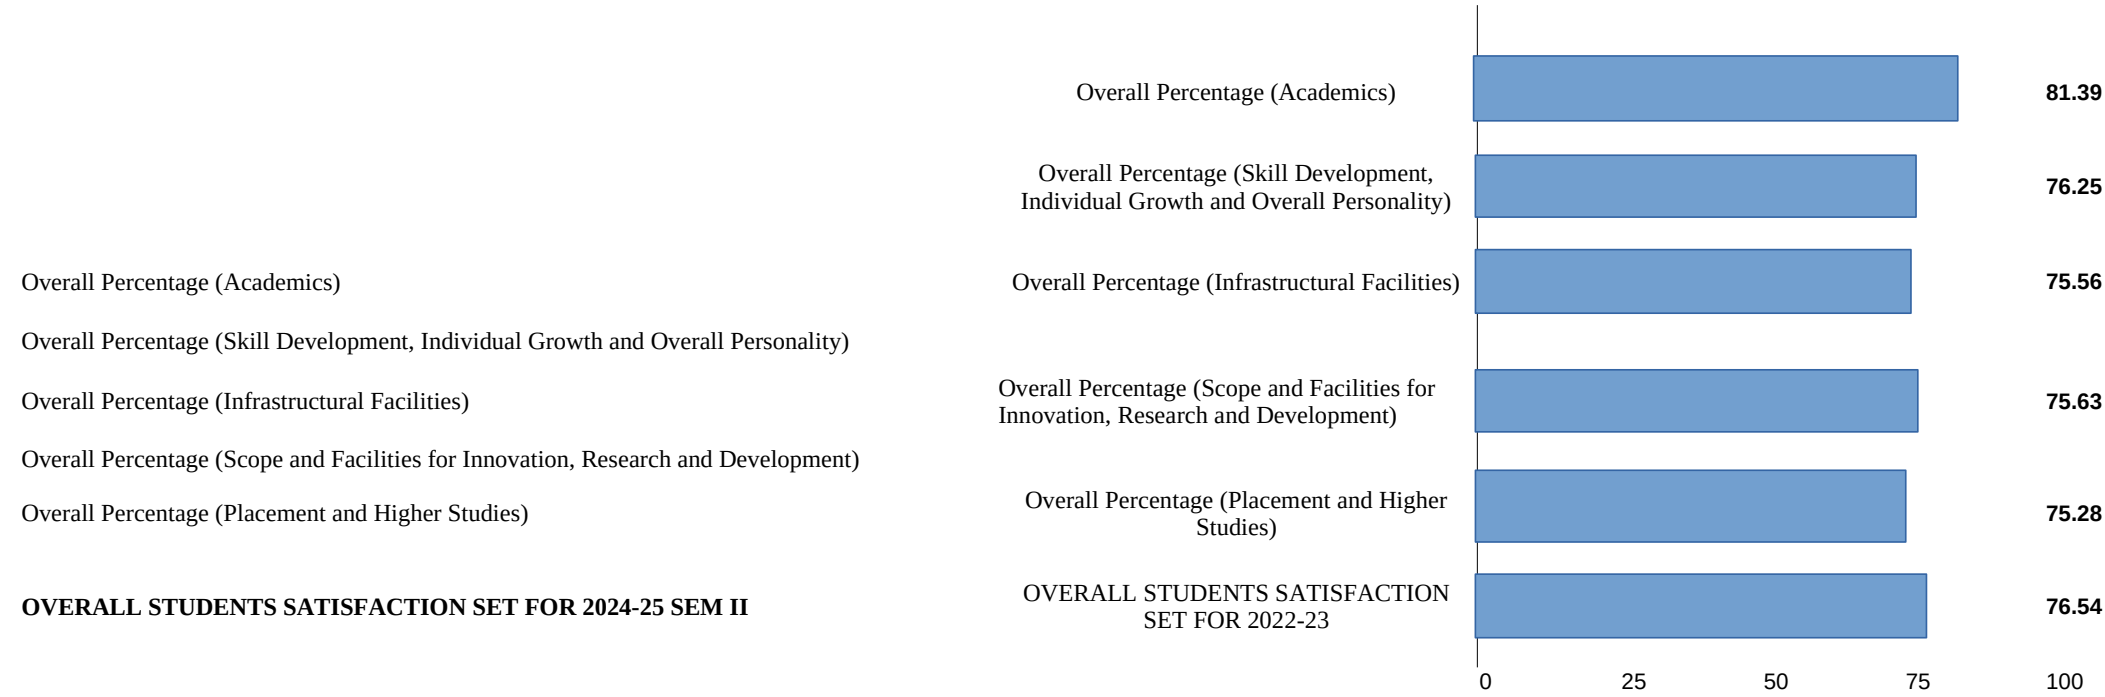 Overall Percentage (Academics)
81.39
Overall Percentage (Skill Development,
Individual Growth and Overall Personality)
76.25
Overall Percentage (Academics)
Overall Percentage (Infrastructural Facilities)
75.56
Overall Percentage (Skill Development, Individual Growth and Overall Personality)
Overall Percentage (Infrastructural Facilities)
Overall Percentage (Scope and Facilities for
Innovation, Research and Development)
75.63
Overall Percentage (Scope and Facilities for Innovation, Research and Development)
Overall Percentage (Placement and Higher Studies)
Overall Percentage (Placement and Higher
Studies)
75.28
OVERALL STUDENTS SATISFACTION SET FOR 2024-25 SEM II
OVERALL STUDENTS SATISFACTION
SET FOR 2022-23
76.54
0 25 50 75 100